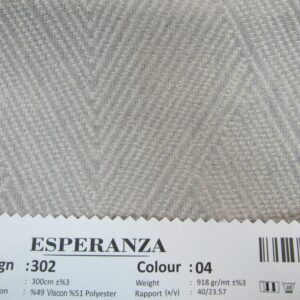 ESPERANZA
gn :302 Colour :04
: 300cm ±%3 Weight : 918 gr/mt ±%3
on : %49 Viscon %51 Polyester Rapport (x/y) : 40/23.57